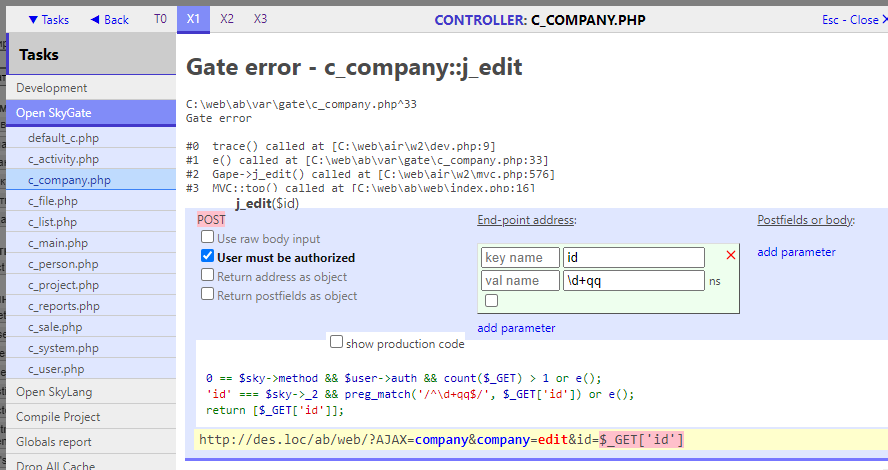 ▼ Tasks ◀ Back T0 X1 X2 X3 CONTROLLER: C_COMPANY.PHP Esc - Close
Tasks
Development
Open SkyGate
default_c.php
c_activity.php
c_company.php
c_file.php
c_list.php
c_main.php
c_person.php
c_project.php
c_reports.php
c_sale.php
c_system.php
c_user.php
Open SkyLang
Compile Project
Globals report
Drop All Cache
Gate error - c_company::j_edit
C:\web\ab\var\gate\c_company.php^33
Gate error
#0 trace() called at [C:\web\air\w2\dev.php:9]
#1 e() called at [C:\web\ab\var\gate\c_company.php:33]
#2 Gape->j_edit() called at [C:\web\air\w2\mvc.php:576]
#3 MVC::top() called at [C:\web\ab\web\index.php:16]
j_edit($id)
POST
Use raw body input
User must be authorized
Return address as object
Return postfields as object
End-point address:
key name id
val name \d+qq ns
add parameter
Postfields or body:
add parameter
show production code
0 == $sky->method && $user->auth && count($_GET) > 1 or e();
'id' === $sky->_2 && preg_match('/^\d+qq$/', $_GET['id']) or e();
return [$_GET['id']];
http://des.loc/ab/web/?AJAX=company&company=edit&id=$_GET['id']